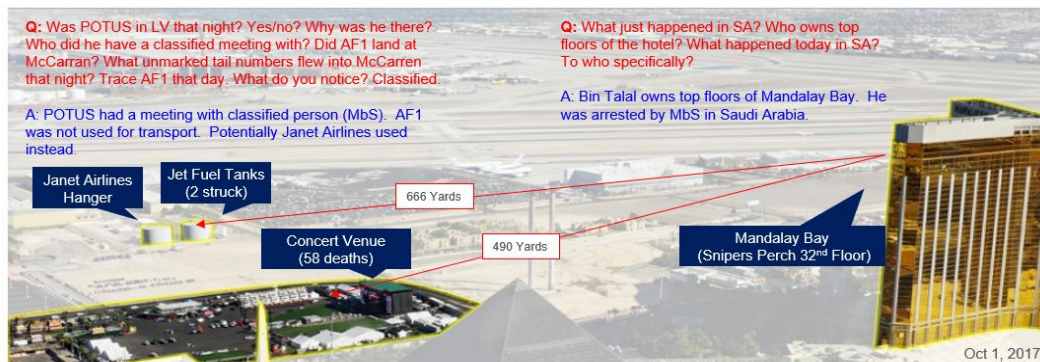 Q: Was POTUS in LV that night? Yes/no? Why was he there?
Who did he have a classified meeting with? Did AF1 land at
McCarran? What unmarked tail numbers flew into McCarren
that night? Trace AF1 that day. What do you notice? Classified.
A: POTUS had a meeting with classified person (MbS). AF1
was not used for transport. Potentially Janet Airlines used
instead.
Q: What just happened in SA? Who owns top
floors of the hotel? What happened today in SA?
To who specifically?
A: Bin Talal owns top floors of Mandalay Bay. He
was arrested by MbS in Saudi Arabia.
Janet Airlines
Hanger
Jet Fuel Tanks
(2 struck)
666 Yards
Concert Venue
(58 deaths)
490 Yards
Mandalay Bay
(Snipers Perch 32nd Floor)
Oct 1, 2017